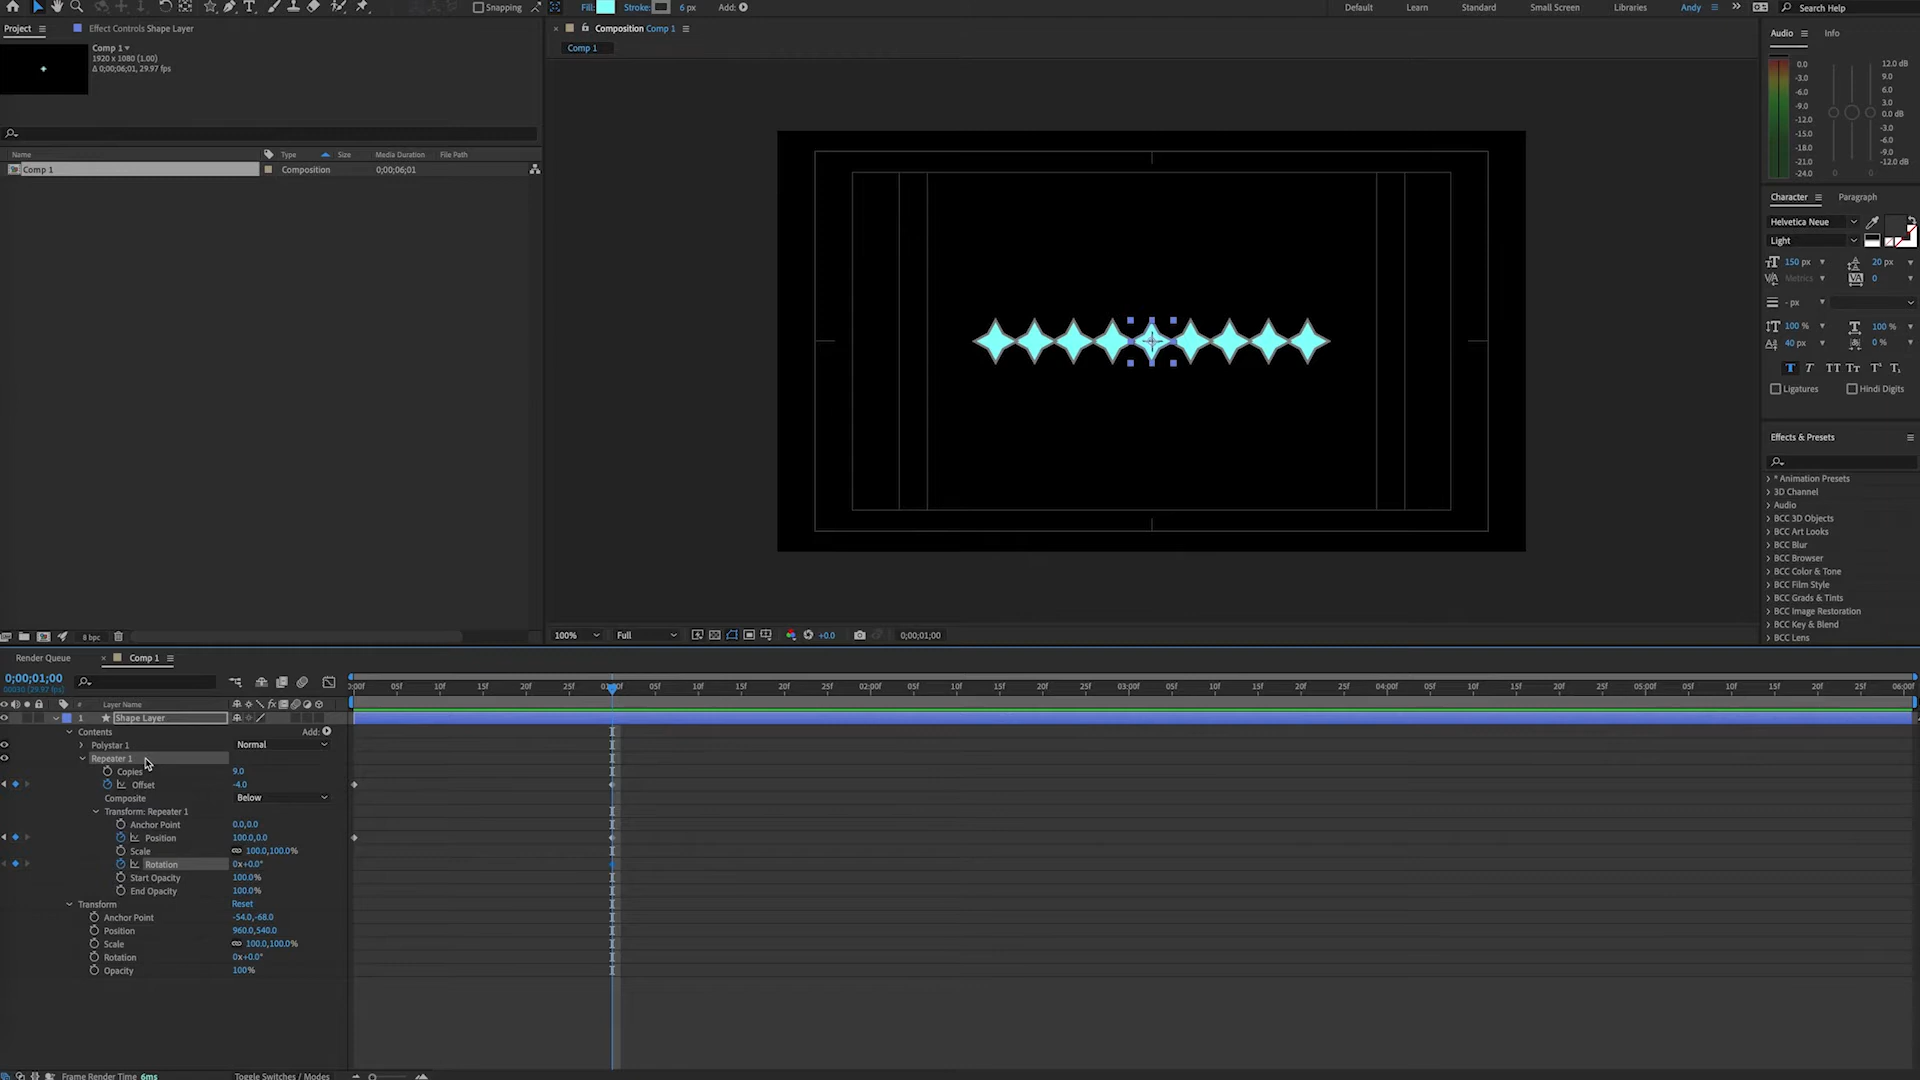 Snapping
Fill:
Stroke:
6 px
Add:
Default
Learn
Standard
Small Screen
Libraries
Andy
Search Help
Project
Effect Controls Shape Layer
Comp 1
1920 x 1080 (1.00)
Δ 0;00;06;01, 29.97 fps
Composition Comp 1
Comp 1
Name
Type
Size
Media Duration
File Path
Comp 1
Composition
0;00;06;01
8 bpc
100%
Full
+0.0
0;00;01;00
Audio
Info
0.0
-3.0
-6.0
-9.0
-12.0
-15.0
-18.0
-21.0
-24.0
0
0
12.0 dB
9.0
6.0
3.0
0.0 dB
-3.0
-6.0
-9.0
-12.0 dB
Character
Paragraph
Helvetica Neue
Light
150 px
20 px
Metrics
0
- px
100 %
100 %
40 px
0 %
T T TT Tт T¹ T₁
Ligatures
Hindi Digits
Effects & Presets
* Animation Presets
3D Channel
Audio
BCC 3D Objects
BCC Art Looks
BCC Blur
BCC Browser
BCC Color & Tone
BCC Film Style
BCC Grads & Tints
BCC Image Restoration
BCC Key & Blend
BCC Lens
Render Queue
Comp 1
0;00;01;00
00030 (29.97 fps)
:00f 05f 10f 15f 20f 25f 01:00f 05f 10f 15f 20f 25f 02:00f 05f 10f 15f 20f 25f 03:00f 05f 10f 15f 20f 25f 04:00f 05f 10f 15f 20f 25f 05:00f 05f 10f 15f 20f 25f 06:00f
# Layer Name
1 Shape Layer
Contents
Add:
Polystar 1
Normal
Repeater 1
Copies
9.0
Offset
-4.0
Composite
Below
Transform: Repeater 1
Anchor Point
0.0,0.0
Position
100.0,0.0
Scale
100.0,100.0%
Rotation
0x+0.0°
Start Opacity
100.0%
End Opacity
100.0%
Transform
Reset
Anchor Point
-54.0,-68.0
Position
960.0,540.0
Scale
100.0,100.0%
Rotation
0x+0.0°
Opacity
100%
Frame Render Time 6ms
Toggle Switches / Modes